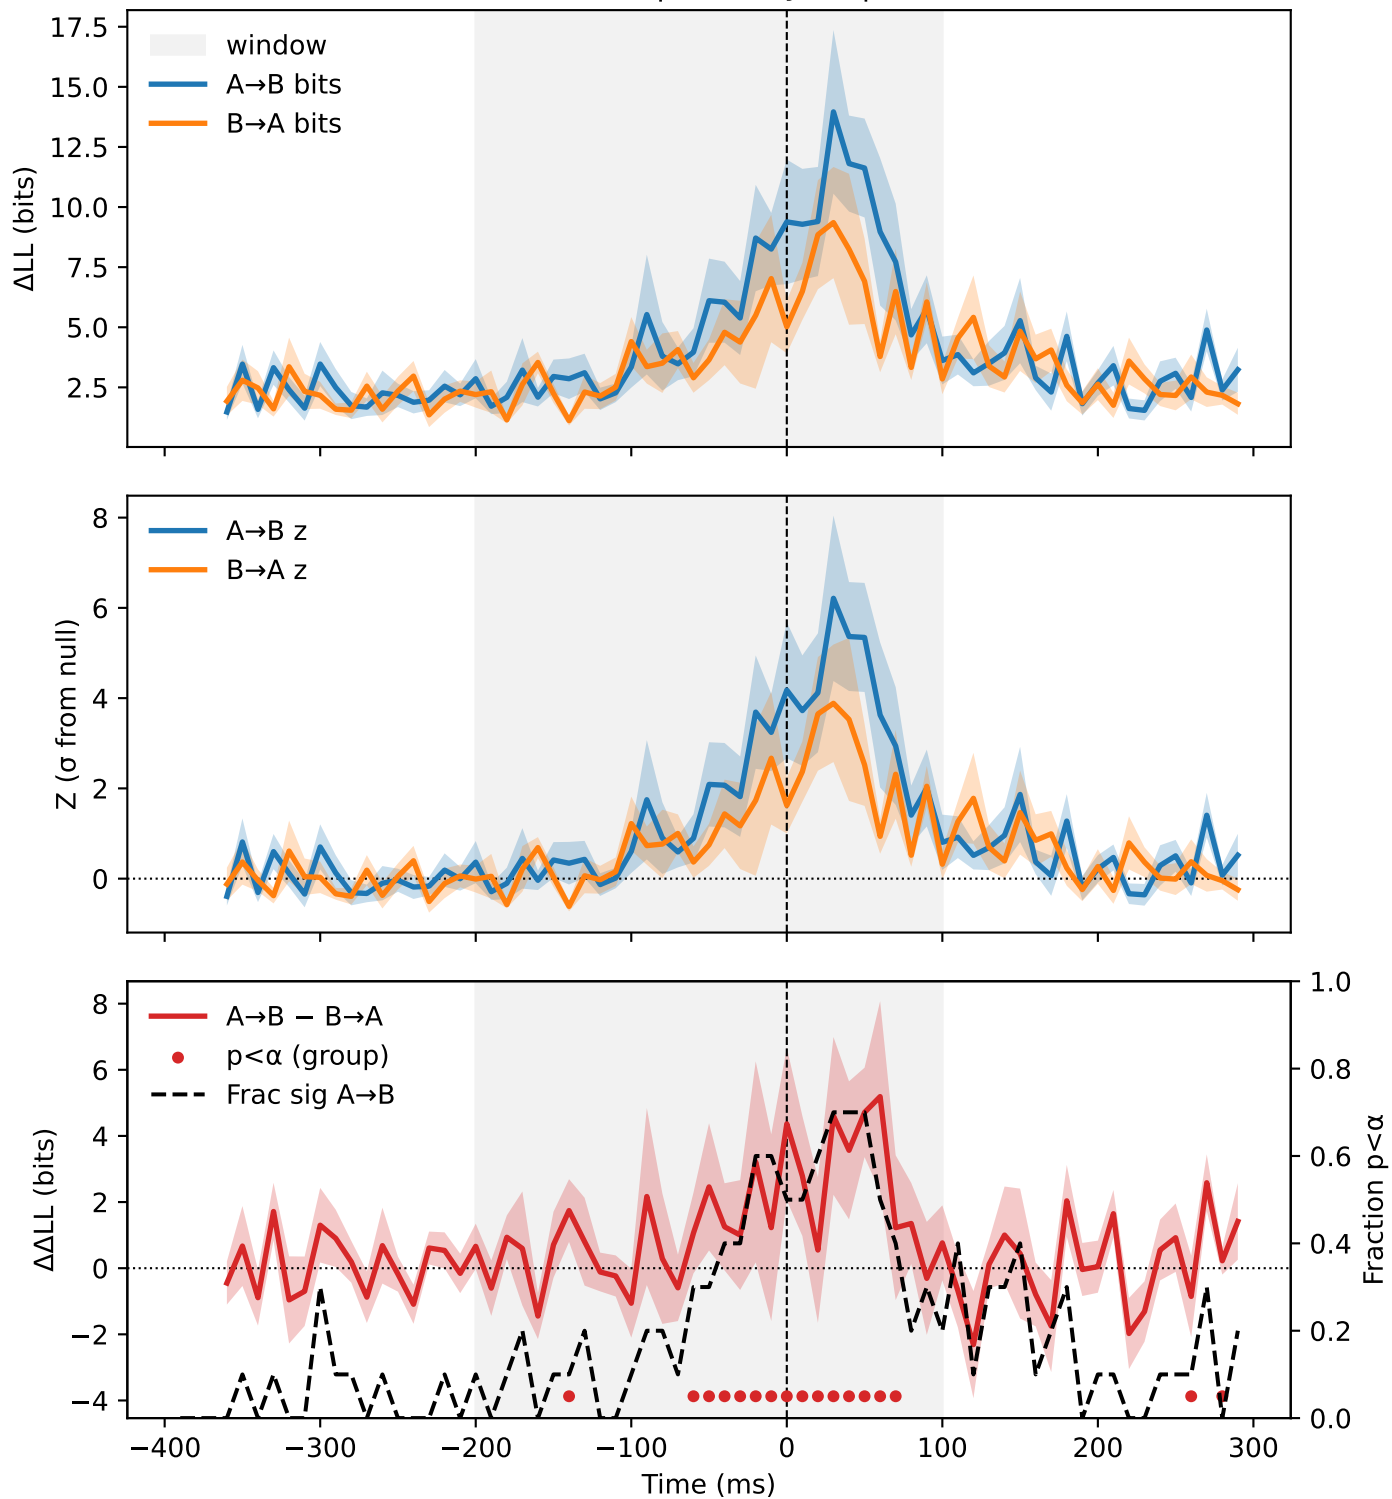 17.5
15.0
12.5
10.0
7.5
5.0
2.5
ΔLL (bits)
window
A→B bits
B→A bits
8
6
4
2
0
Z (σ from null)
A→B z
B→A z
8
6
4
2
0
−2
−4
ΔΔLL (bits)
A→B − B→A
p<α (group)
Frac sig A→B
1.0
0.8
0.6
0.4
0.2
0.0
Fraction p<α
−400
−300
−200
−100
0
100
200
300
Time (ms)